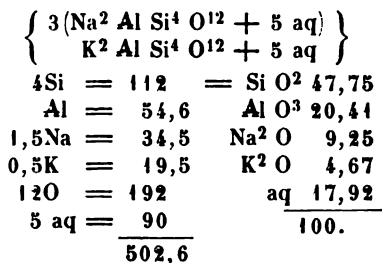 { 3(Na² Al Si⁴ O¹² + 5 aq)
K² Al Si⁴ O¹² + 5 aq }
4Si = 112 = Si O² 47,75
Al = 54,6 Al O³ 20,41
1,5Na = 34,5 Na² O 9,25
0,5K = 19,5 K² O 4,67
12O = 192 aq 17,92
5 aq = 90 100.
502,6